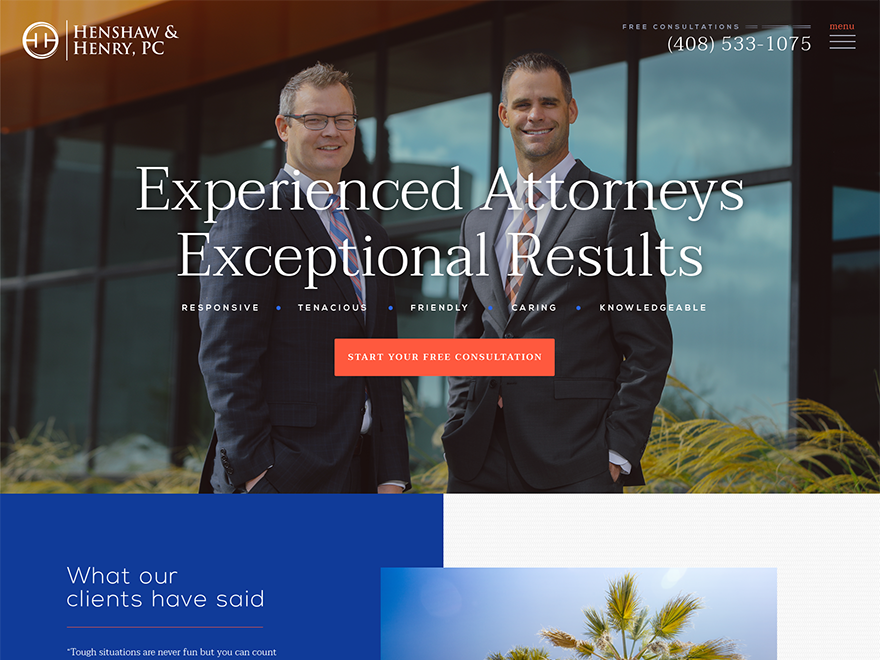 HENSHAW &
HENRY, PC
FREE CONSULTATIONS
(408) 533-1075
menu
Experienced Attorneys
Exceptional Results
RESPONSIVE • TENACIOUS • FRIENDLY • CARING • KNOWLEDGEABLE
START YOUR FREE CONSULTATION
What our
clients have said
"Tough situations are never fun but you can count